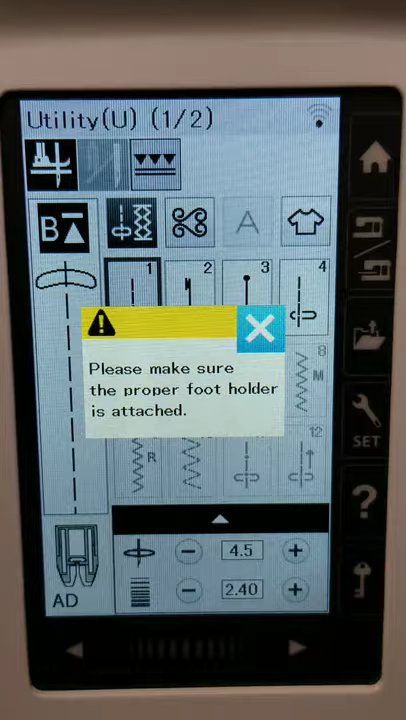 Utility(U) (1/2)
B
A
1
2
3
4
Please make sure
the proper foot holder
is attached.
8
M
SET
R
12
?
4.5
AD
2.40